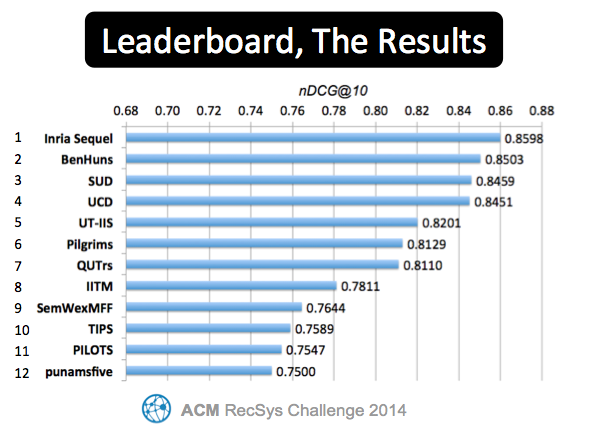 Leaderboard, The Results
nDCG@10
0.68 0.70 0.72 0.74 0.76 0.78 0.80 0.82 0.84 0.86 0.88
1 Inria Sequel 0.8598
2 BenHuns 0.8503
3 SUD 0.8459
4 UCD 0.8451
5 UT-IIS 0.8201
6 Pilgrims 0.8129
7 QUTrs 0.8110
8 IITM 0.7811
9 SemWexMFF 0.7644
10 TIPS 0.7589
11 PILOTS 0.7547
12 punamsfive 0.7500
ACM RecSys Challenge 2014